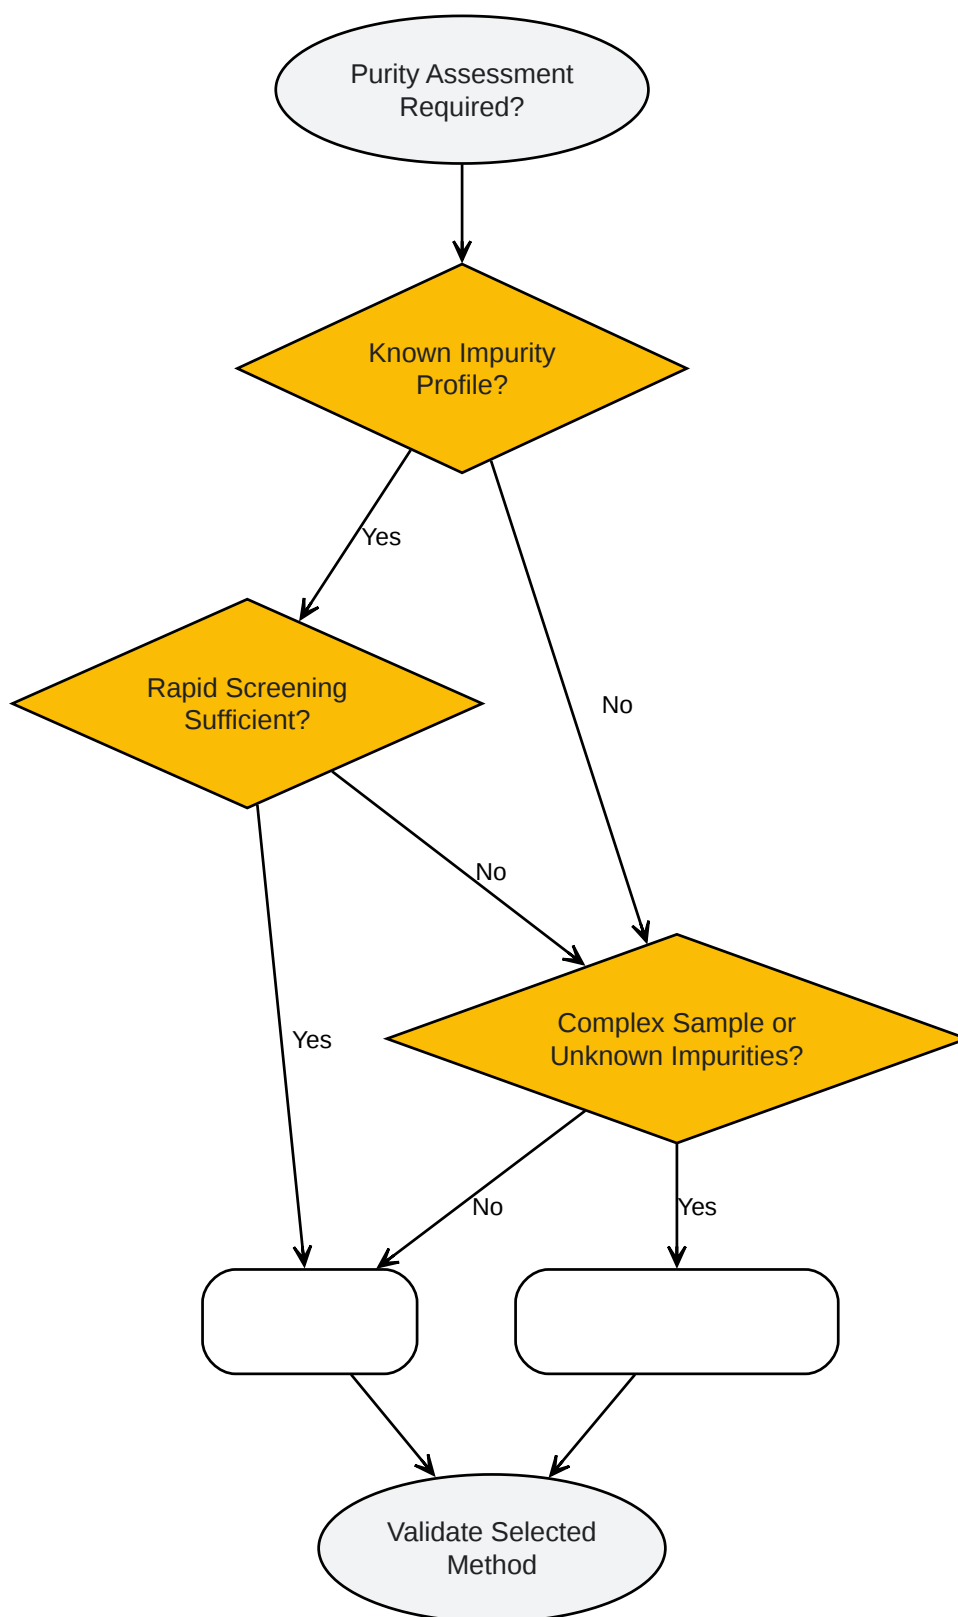 Purity Assessment
Required?
Known Impurity
Profile?
Yes
Rapid Screening
Sufficient?
No
No
Yes
Complex Sample or
Unknown Impurities?
No
Yes
Validate Selected
Method